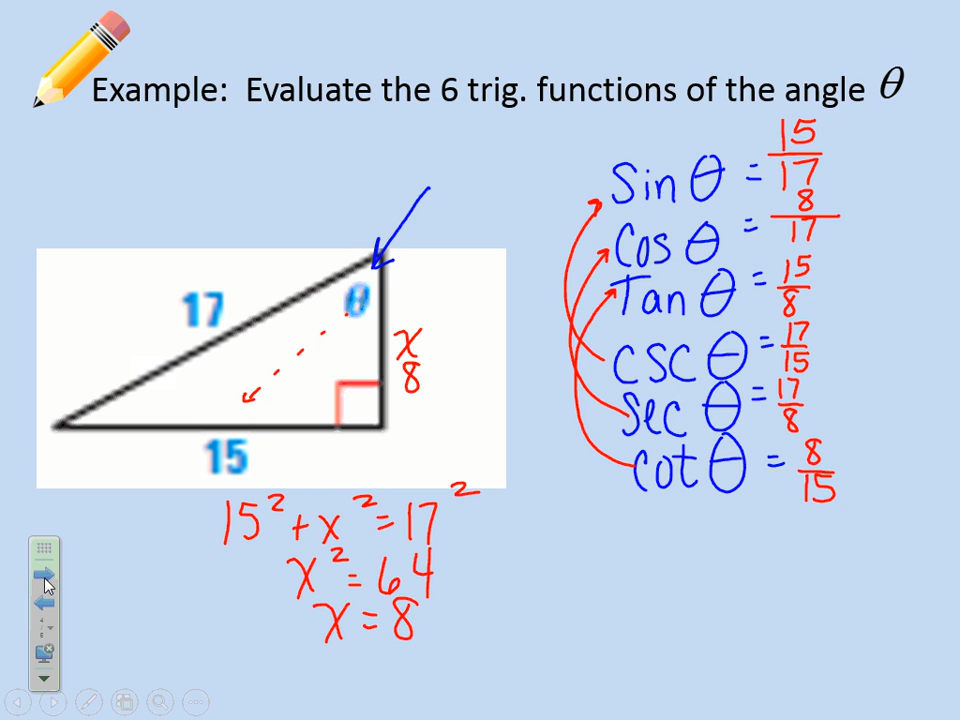 Example: Evaluate the 6 trig. functions of the angle θ
17
θ
x
8
15
15² + x² = 17²
x² = 64
x = 8
Sin θ = 15/17
Cos θ = 8/17
Tan θ = 15/8
csc θ = 17/15
Sec θ = 17/8
cot θ = 8/15